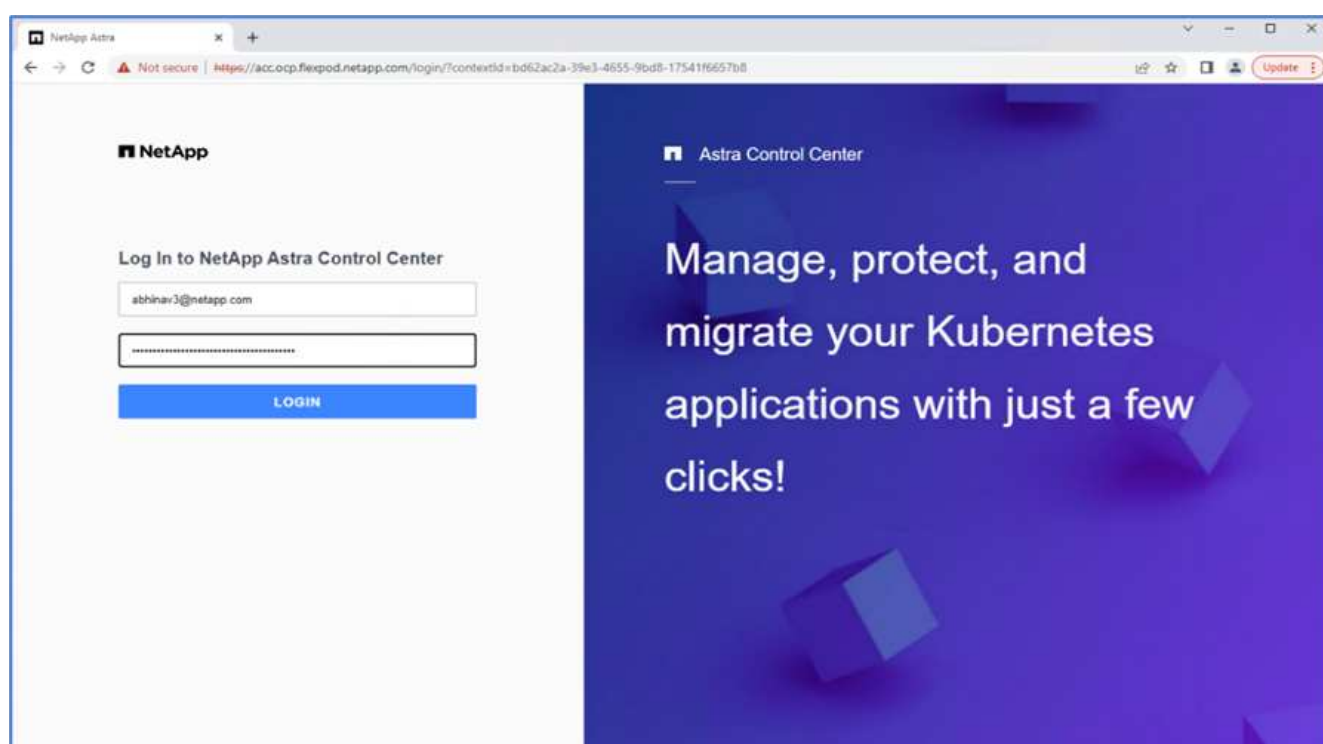 NetApp Astra
Not secure | https://acc.ocp.flexpod.netapp.com/login/?contextId=bd62ac2a-39e3-4655-9bd8-17541f6657b8
Update
NetApp
Log In to NetApp Astra Control Center
abhinav3@netapp.com
LOGIN
Astra Control Center
Manage, protect, and
migrate your Kubernetes
applications with just a few
clicks!